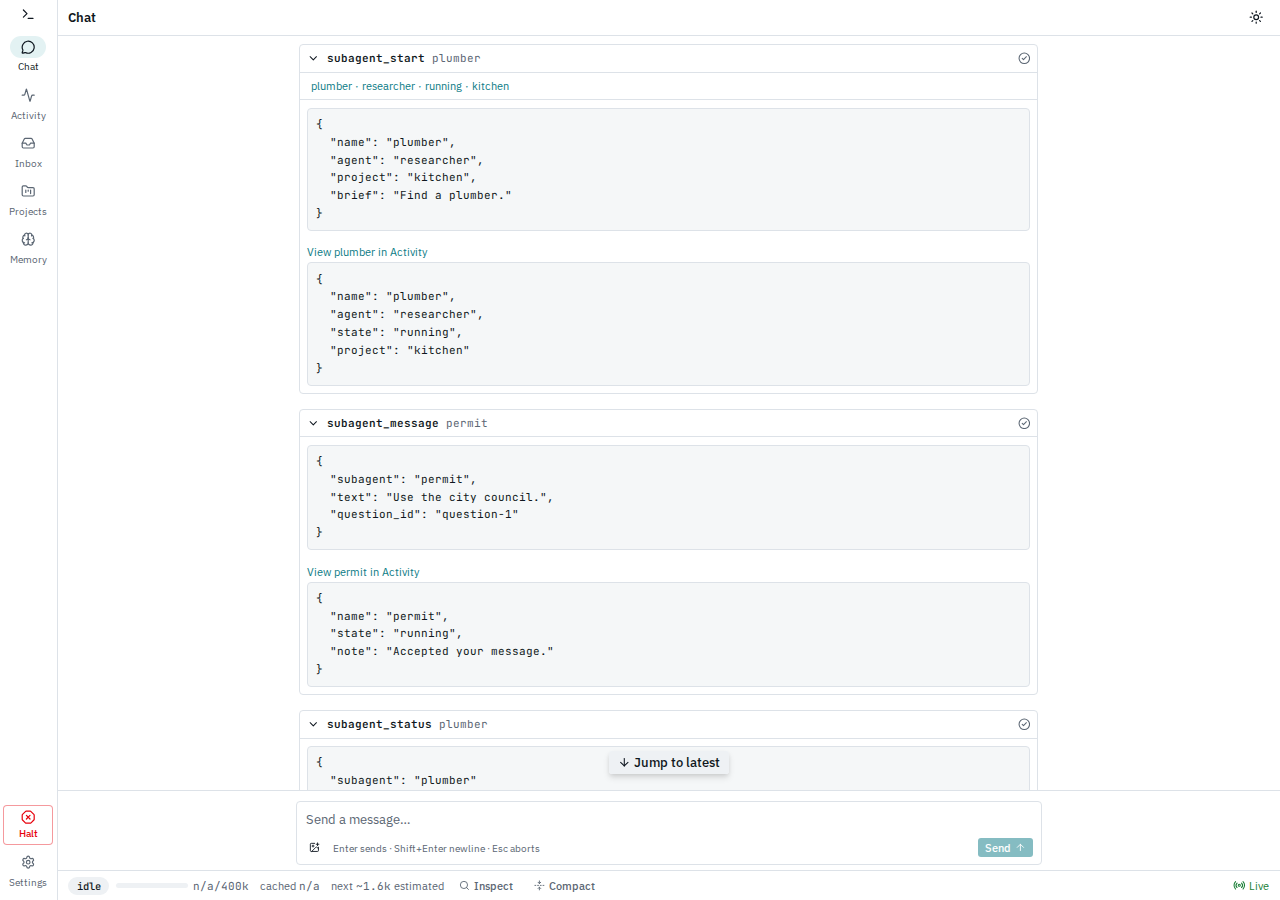 Chat
Chat
Activity
Inbox
Projects
Memory
Halt
Settings
subagent_start plumber
plumber · researcher · running · kitchen
{
"name": "plumber",
"agent": "researcher",
"project": "kitchen",
"brief": "Find a plumber."
}
View plumber in Activity
{
"name": "plumber",
"agent": "researcher",
"state": "running",
"project": "kitchen"
}
subagent_message permit
{
"subagent": "permit",
"text": "Use the city council.",
"question_id": "question-1"
}
View permit in Activity
{
"name": "permit",
"state": "running",
"note": "Accepted your message."
}
subagent_status plumber
{
"subagent": "plumber"
Jump to latest
Send a message…
Enter sends · Shift+Enter newline · Esc aborts
Send
idle n/a/400k cached n/a next ~1.6k estimated Inspect Compact Live